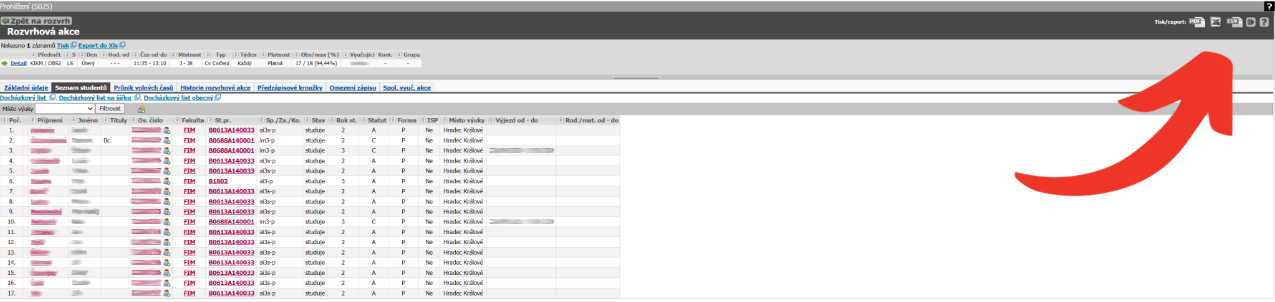 Prohlížení (S025)
?
Zpět na rozvrh
Rozvrhová akce
Tisk/export: PDF CSV ?
Nalezeno 1 záznamů Tisk Export do Xls
Předmět S Den Hod. od Čas od-do Místnost Typ Týden Platnost Obs/max (%) Vyučující Kont. Grupa
Detail KIKM / DBS2 LS Úterý - - - 11:35 - 13:10 J - J8 Cv Cvičení Každý Platná 17 / 18 (94,44%) - -
Základní údaje Seznam studentů Průnik volných časů Historie rozvrhové akce Předzápisové kroužky Omezení zápisu Spol. vyuč. akce
Docházkový list , Docházkový list na šířku , Docházkový list obecný
Místo výuky Filtrovat
Poř. Příjmení Jméno Tituly Os. číslo Fakulta St.pr. Sp./Za./Ko. Stav Rok st. Statut Forma ISP Místo výuky Výjezd od - do Rod./mat. od - do
1. FIM B0613A140033 ai3s-p studuje 2 A P Ne Hradec Králové
2. Bc. FIM B0688A140001 im3-p studuje 2 C P Ne Hradec Králové
3. FIM B0688A140001 im3-p studuje 3 C P Ne Hradec Králové
4. FIM B0613A140033 ai3s-p studuje 2 A P Ne Hradec Králové
5. FIM B0613A140033 ai3s-p studuje 2 A P Ne Hradec Králové
6. FIM B1802 ai3-p studuje 3 A P Ne Hradec Králové
7. FIM B0613A140033 ai3s-p studuje 2 A P Ne Hradec Králové
8. FIM B0613A140033 ai3s-p studuje 2 A P Ne Hradec Králové
9. FIM B0613A140033 ai3s-p studuje 2 A P Ne Hradec Králové
10. FIM B0688A140001 im3-p studuje 3 C P Ne Hradec Králové
11. FIM B0613A140033 ai3s-p studuje 2 A P Ne Hradec Králové
12. FIM B0613A140033 ai3s-p studuje 2 A P Ne Hradec Králové
13. FIM B0613A140033 ai3s-p studuje 2 A P Ne Hradec Králové
14. FIM B0613A140033 ai3s-p studuje 2 A P Ne Hradec Králové
15. FIM B0613A140033 ai3s-p studuje 2 A P Ne Hradec Králové
16. FIM B0613A140033 ai3s-p studuje 2 A P Ne Hradec Králové
17. FIM B0613A140033 ai3s-p studuje 2 A P Ne Hradec Králové